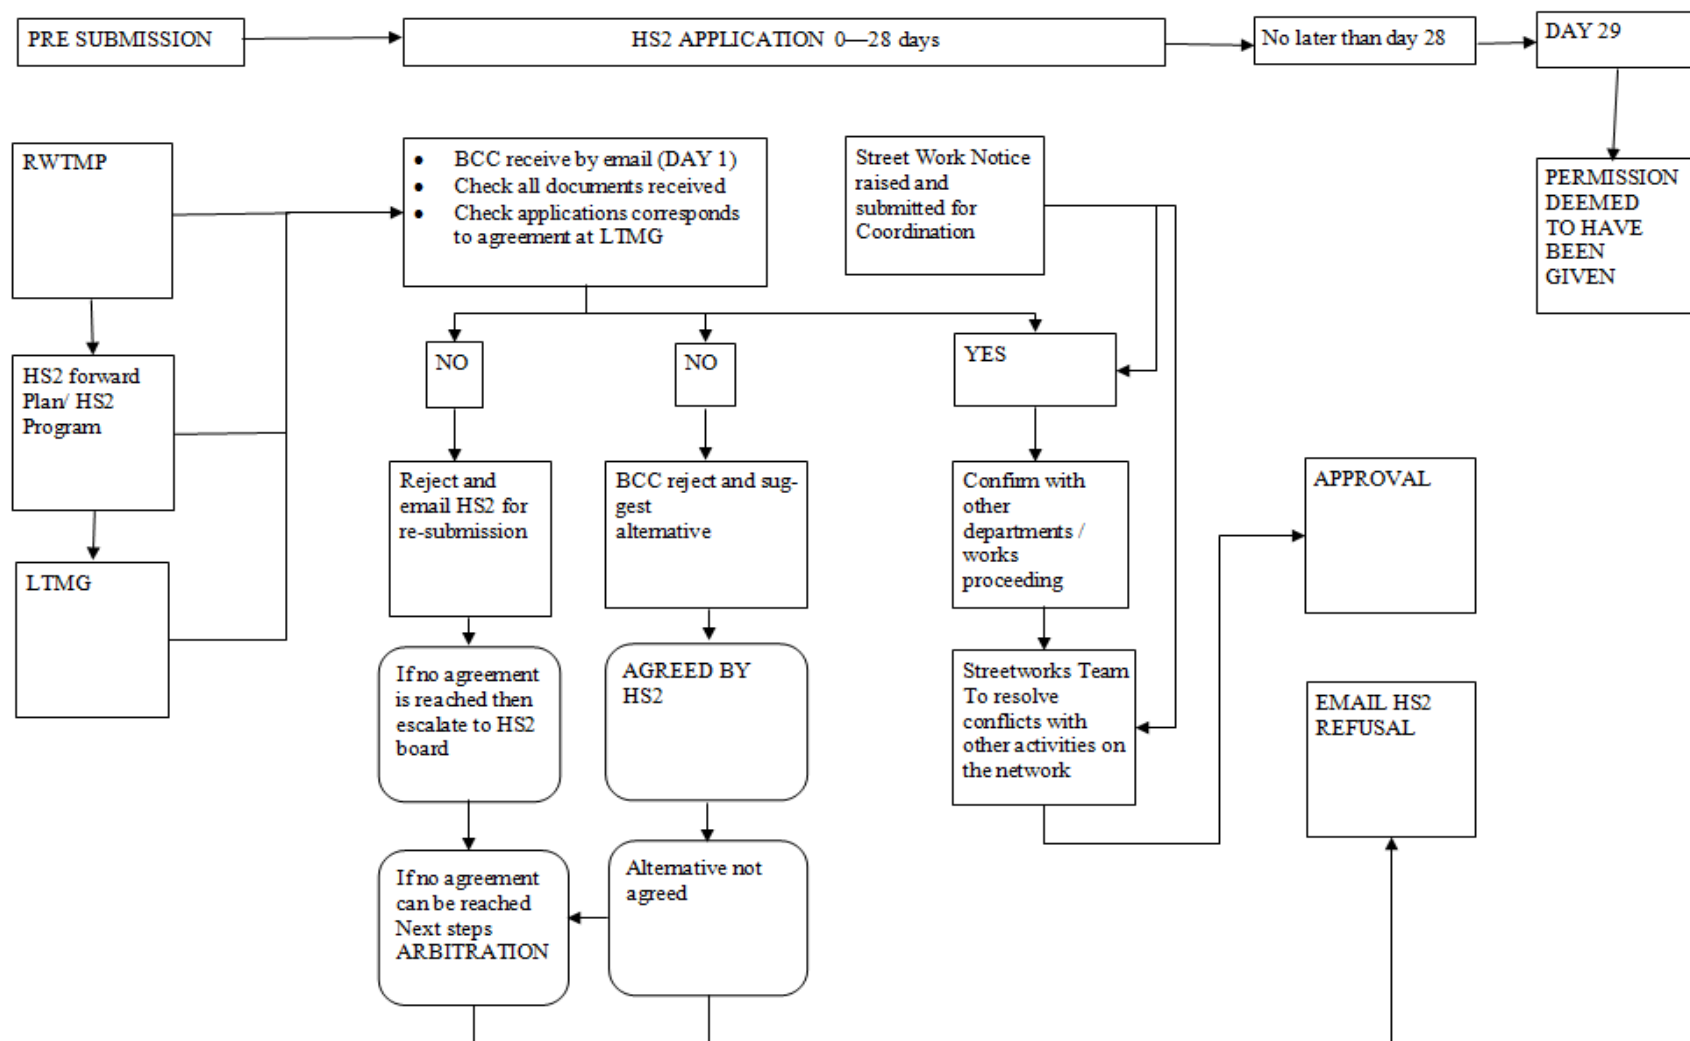 PRE SUBMISSION
HS2 APPLICATION 0—28 days
No later than day 28
DAY 29
RWTMP
• BCC receive by email (DAY 1)
• Check all documents received
• Check applications corresponds
to agreement at LTMG
Street Work Notice
raised and
submitted for
Coordination
PERMISSION
DEEMED
TO HAVE
BEEN
GIVEN
HS2 forward
Plan/ HS2
Program
NO
NO
YES
LTMG
Reject and
email HS2 for
re-submission
BCC reject and sug-
gest
alternative
Confirm with
other
departments /
works
proceeding
APPROVAL
If no agreement
is reached then
escalate to HS2
board
AGREED BY
HS2
Streetworks Team
To resolve
conflicts with
other activities on
the network
EMAIL HS2
REFUSAL
If no agreement
can be reached
Next steps
ARBITRATION
Alternative not
agreed